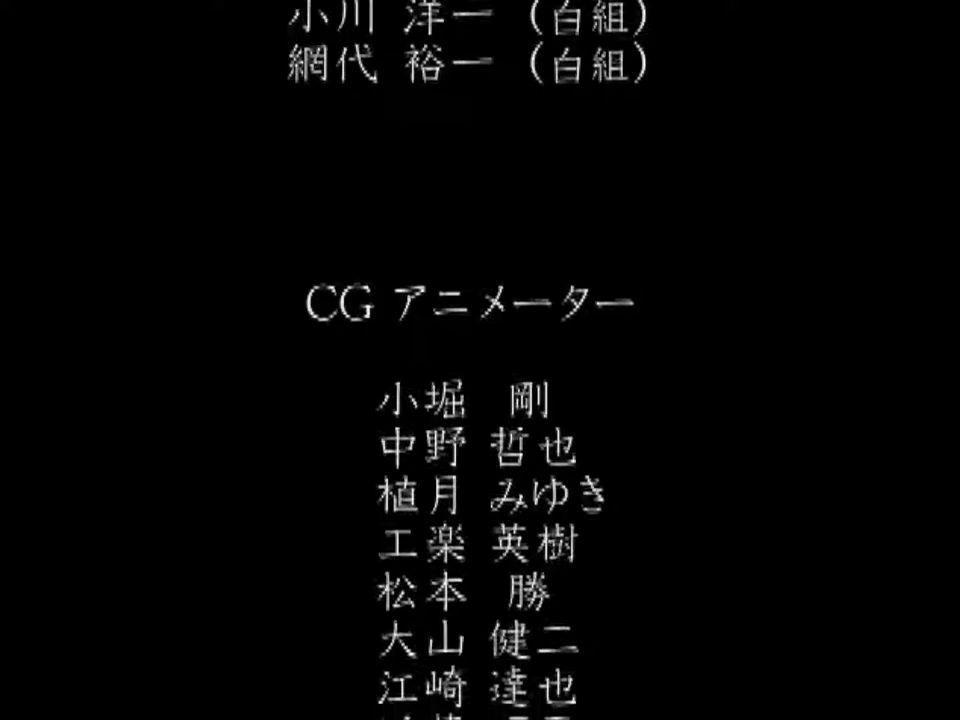 小川 洋一 (白組)
網代 裕一 (白組)
CG アニメーター
小堀 剛
中野 哲也
植月 みゆき
工楽 英樹
松本 勝
大山 健二
江崎 達也